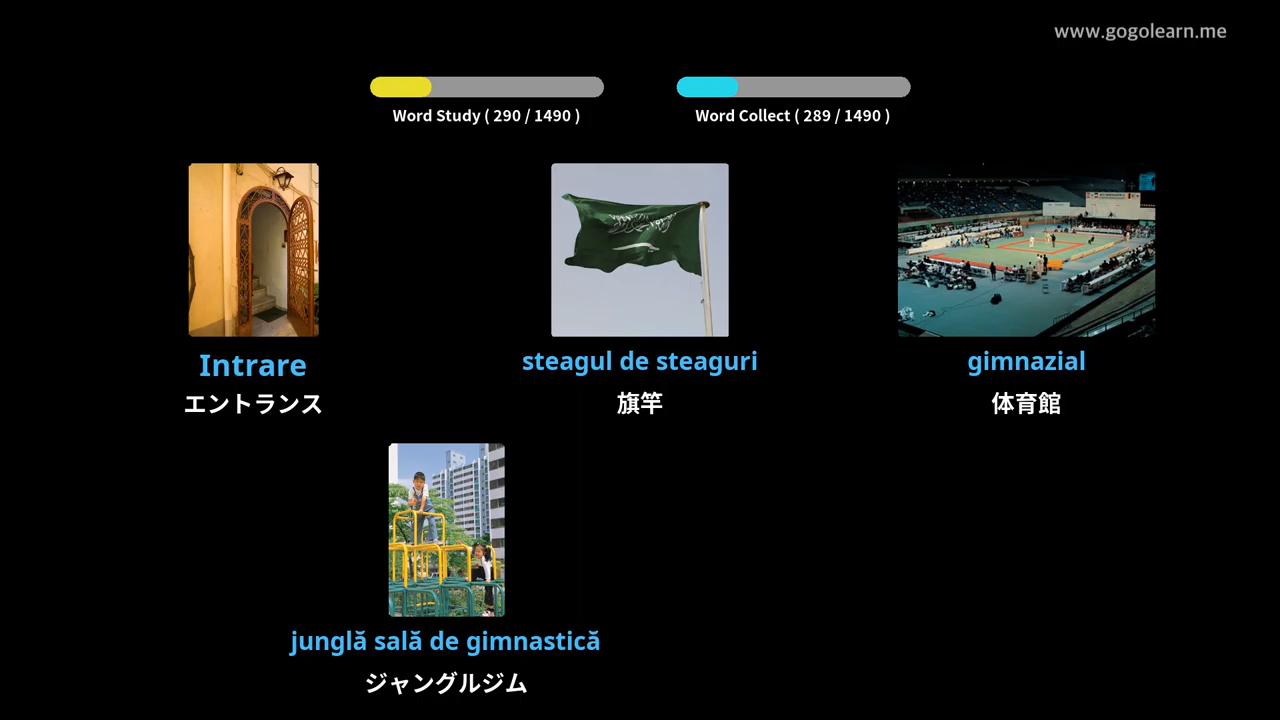 www.gogolearn.me
Word Study ( 290 / 1490 )
Word Collect ( 289 / 1490 )
Intrare
エントランス
steagul de steaguri
旗竿
gimnazial
体育館
junglă sală de gimnastică
ジャングルジム